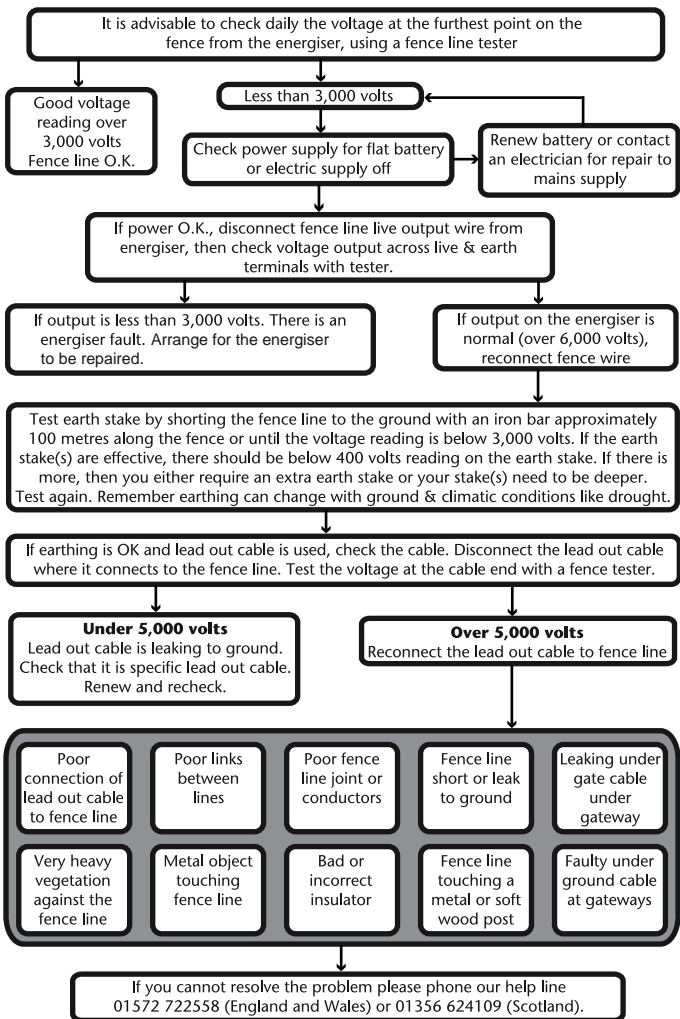 It is advisable to check daily the voltage at the furthest point on the
fence from the energiser, using a fence line tester
Good voltage
reading over
3,000 volts
Fence line O.K.
Less than 3,000 volts
Check power supply for flat battery
or electric supply off
Renew battery or contact
an electrician for repair to
mains supply
If power O.K., disconnect fence line live output wire from
energiser, then check voltage output across live & earth
terminals with tester.
If output is less than 3,000 volts. There is an
energiser fault. Arrange for the energiser
to be repaired.
If output on the energiser is
normal (over 6,000 volts),
reconnect fence wire
Test earth stake by shorting the fence line to the ground with an iron bar approximately
100 metres along the fence or until the voltage reading is below 3,000 volts. If the earth
stake(s) are effective, there should be below 400 volts reading on the earth stake. If there is
more, then you either require an extra earth stake or your stake(s) need to be deeper.
Test again. Remember earthing can change with ground & climatic conditions like drought.
If earthing is OK and lead out cable is used, check the cable. Disconnect the lead out cable
where it connects to the fence line. Test the voltage at the cable end with a fence tester.
Under 5,000 volts
Lead out cable is leaking to ground.
Check that it is specific lead out cable.
Renew and recheck.
Over 5,000 volts
Reconnect the lead out cable to fence line
Poor
connection of
lead out cable
to fence line
Poor links
between
lines
Poor fence
line joint or
conductors
Fence line
short or leak
to ground
Leaking under
gate cable
under
gateway
Very heavy
vegetation
against the
fence line
Metal object
touching
fence line
Bad or
incorrect
insulator
Fence line
touching a
metal or soft
wood post
Faulty under
ground cable
at gateways
If you cannot resolve the problem please phone our help line
01572 722558 (England and Wales) or 01356 624109 (Scotland).